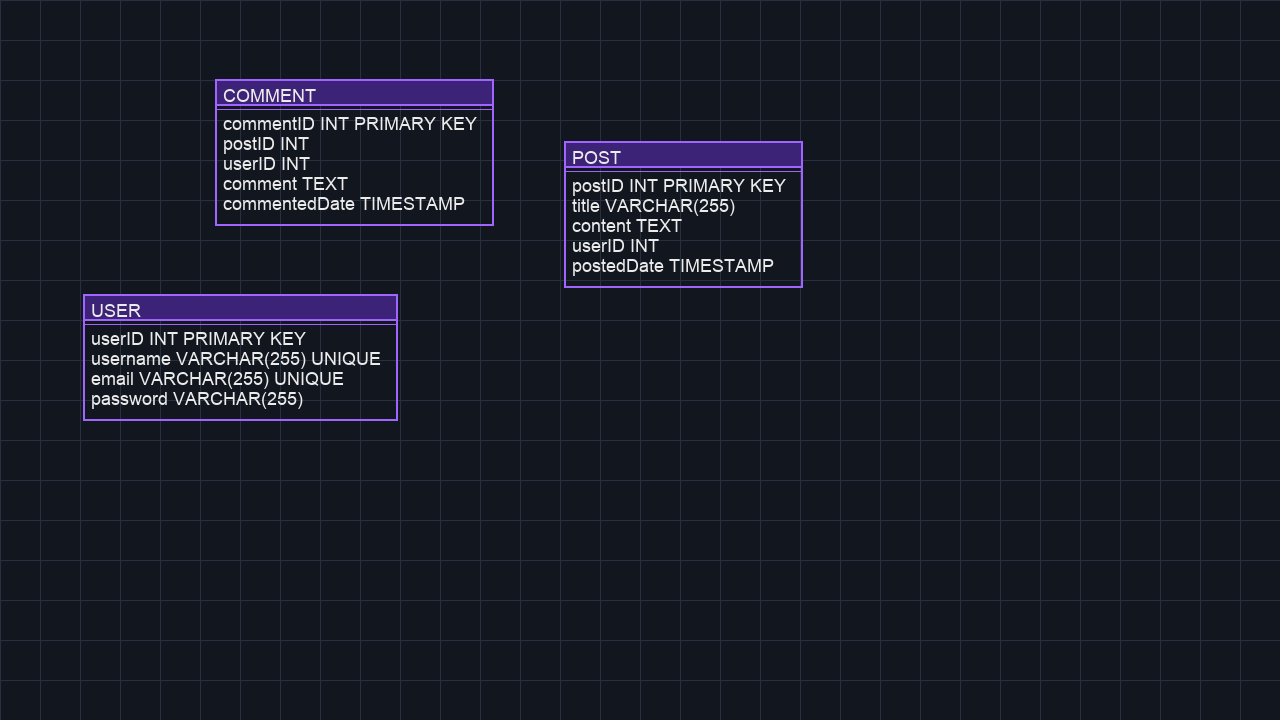 COMMENT
commentID INT PRIMARY KEY
postID INT
userID INT
comment TEXT
commentedDate TIMESTAMP
POST
postID INT PRIMARY KEY
title VARCHAR(255)
content TEXT
userID INT
postedDate TIMESTAMP
USER
userID INT PRIMARY KEY
username VARCHAR(255) UNIQUE
email VARCHAR(255) UNIQUE
password VARCHAR(255)